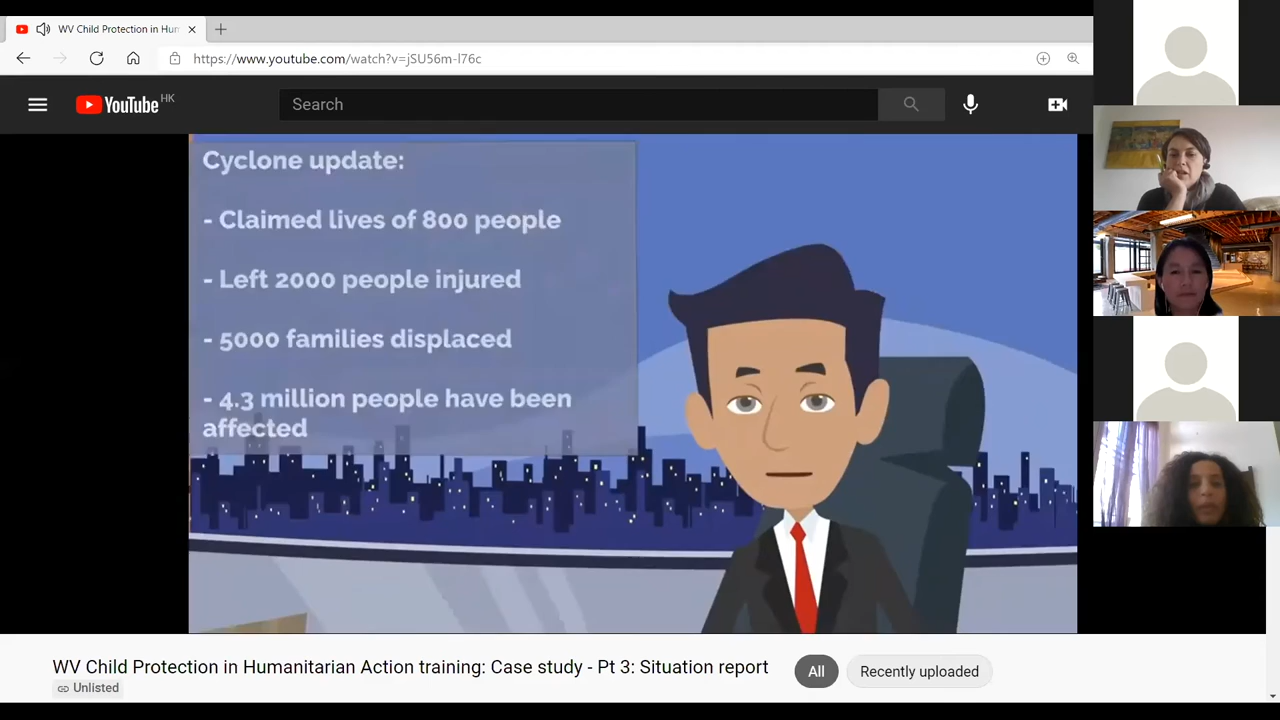 WV Child Protection in Hum
https://www.youtube.com/watch?v=jSU56m-l76c
YouTube HK
Search
Cyclone update:
- Claimed lives of 800 people
- Left 2000 people injured
- 5000 families displaced
- 4.3 million people have been
affected
WV Child Protection in Humanitarian Action training: Case study - Pt 3: Situation report
All
Recently uploaded
Unlisted